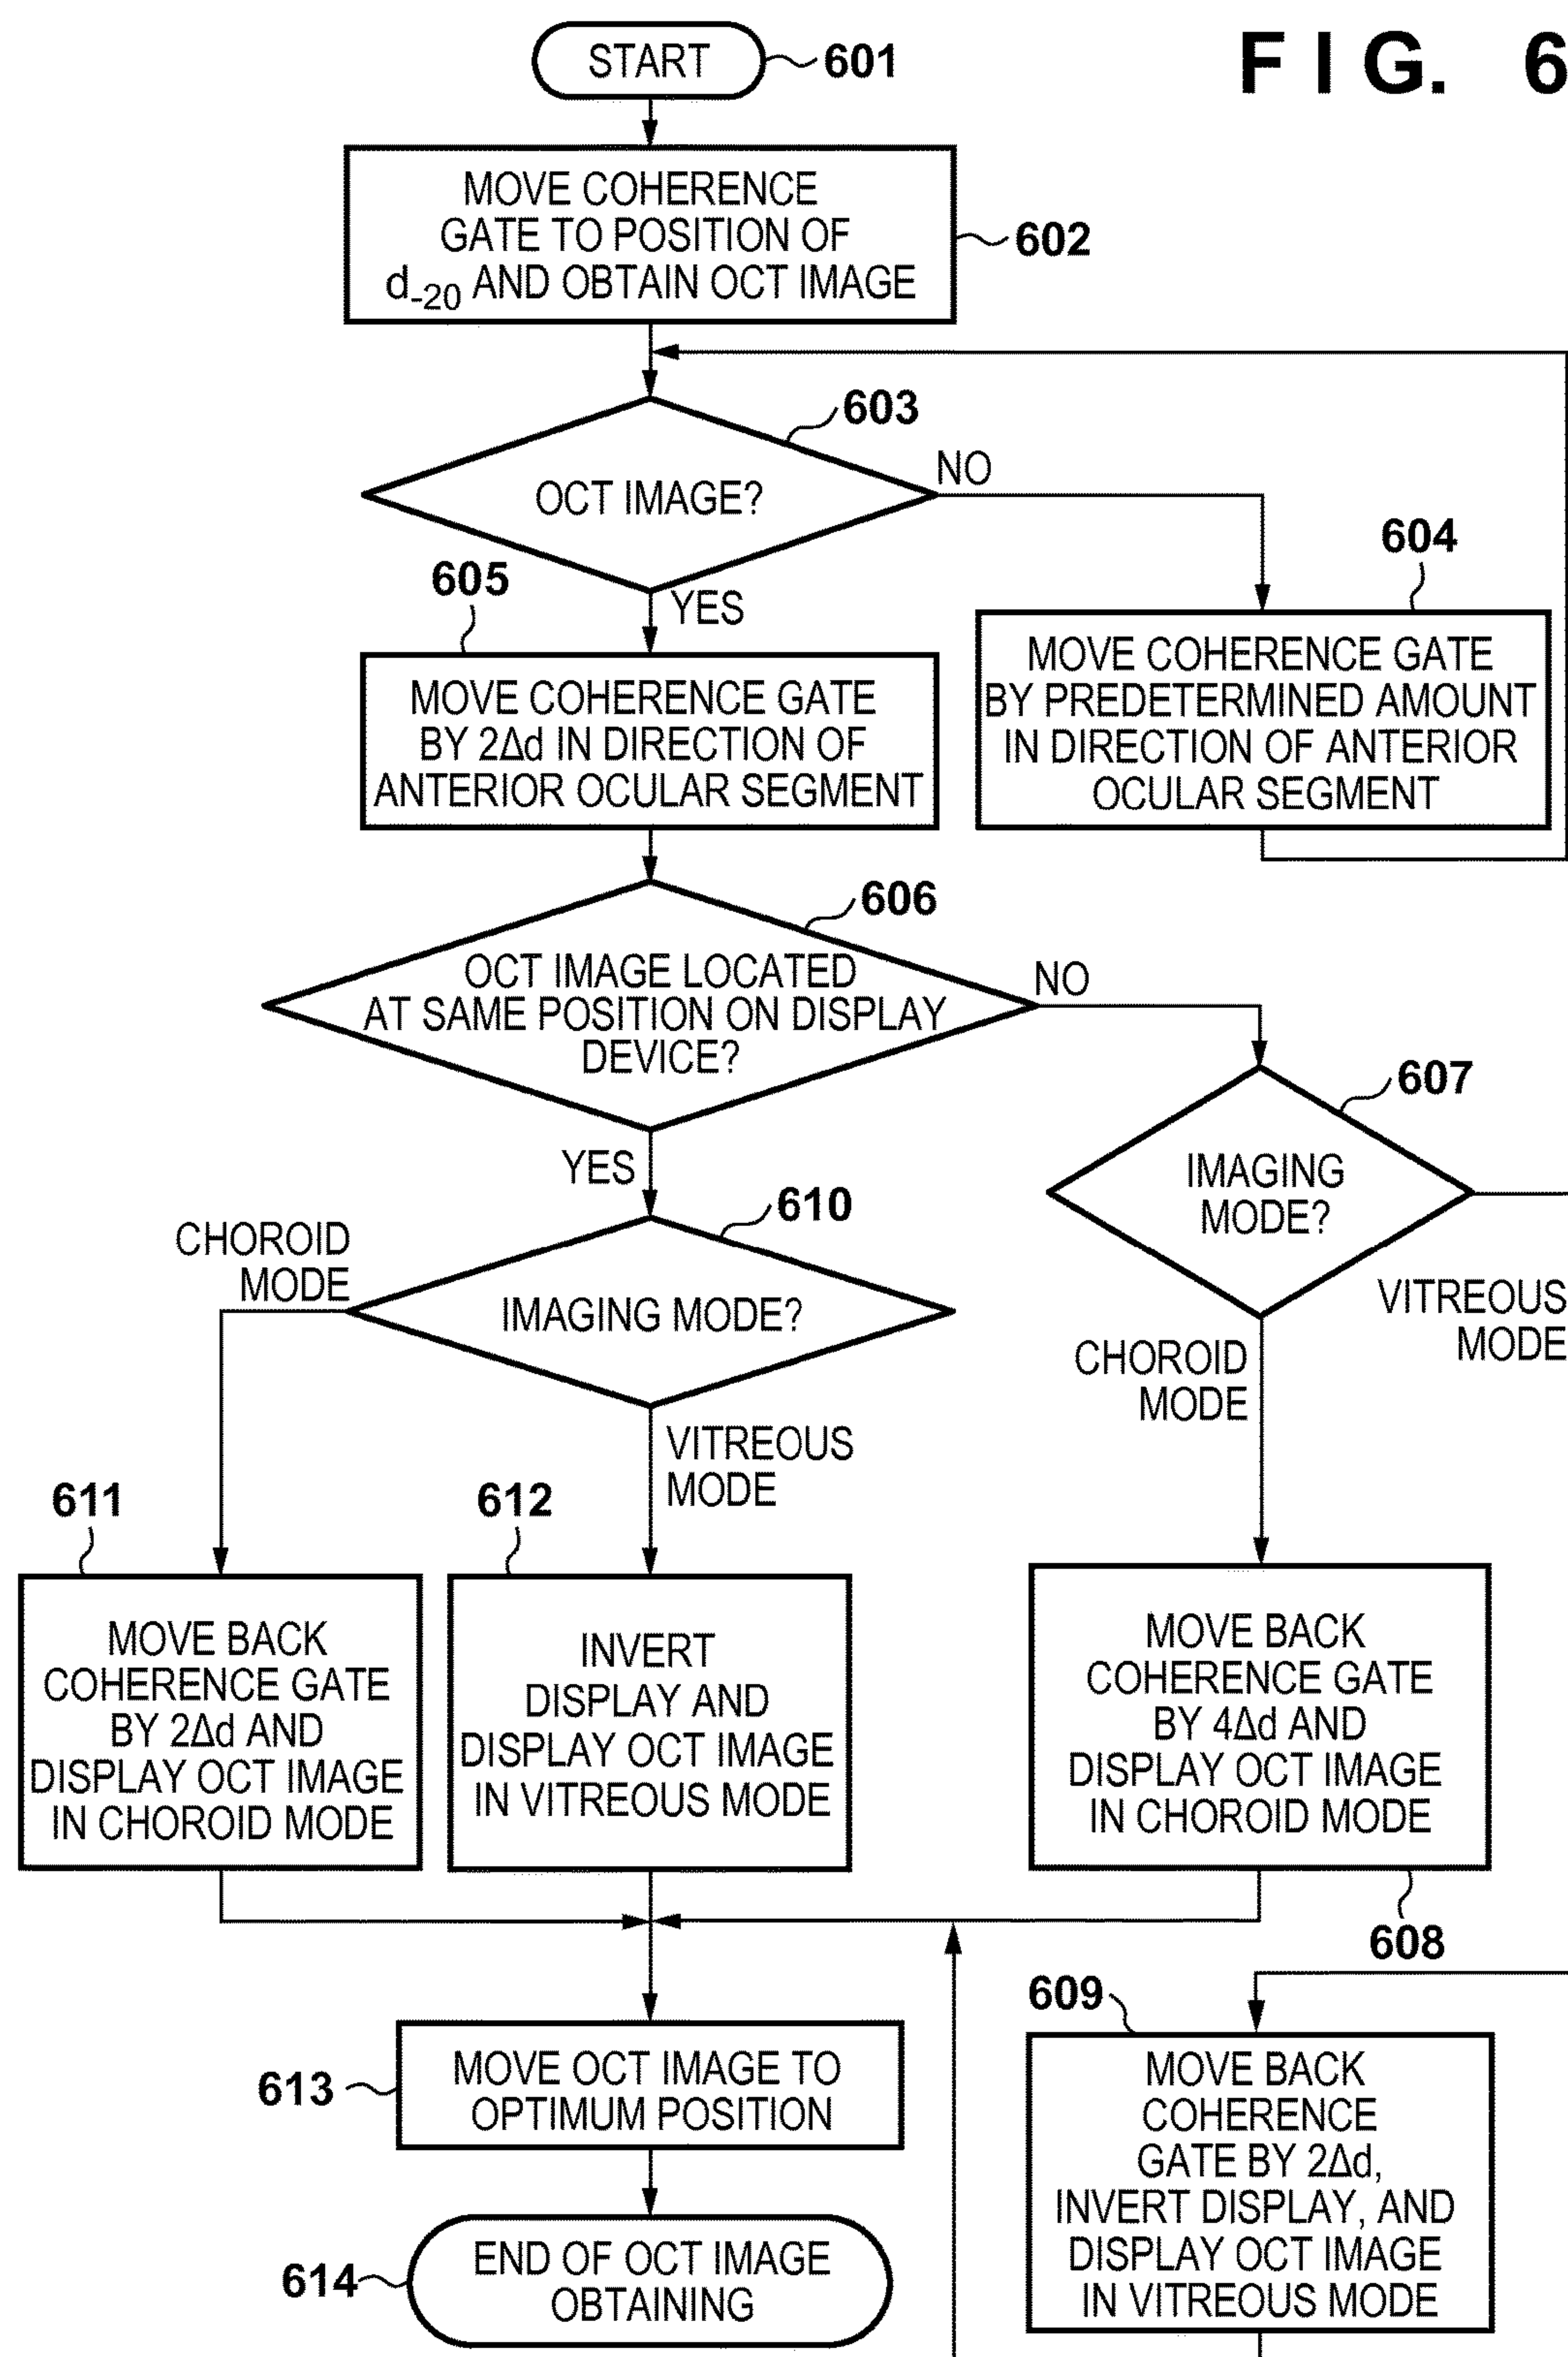 FIG. 6
START
601
MOVE COHERENCE
GATE TO POSITION OF
d-20 AND OBTAIN OCT IMAGE
602
603
OCT IMAGE?
NO
YES
604
MOVE COHERENCE GATE
BY PREDETERMINED AMOUNT
IN DIRECTION OF ANTERIOR
OCULAR SEGMENT
605
MOVE COHERENCE GATE
BY 2Δd IN DIRECTION OF
ANTERIOR OCULAR SEGMENT
606
OCT IMAGE LOCATED
AT SAME POSITION ON DISPLAY
DEVICE?
NO
YES
607
IMAGING
MODE?
VITREOUS
MODE
CHOROID
MODE
610
IMAGING MODE?
CHOROID
MODE
VITREOUS
MODE
611
MOVE BACK
COHERENCE GATE
BY 2Δd AND
DISPLAY OCT IMAGE
IN CHOROID MODE
612
INVERT
DISPLAY AND
DISPLAY OCT IMAGE
IN VITREOUS MODE
MOVE BACK
COHERENCE GATE
BY 4Δd AND
DISPLAY OCT IMAGE
IN CHOROID MODE
608
609
MOVE BACK
COHERENCE
GATE BY 2Δd,
INVERT DISPLAY, AND
DISPLAY OCT IMAGE
IN VITREOUS MODE
613
MOVE OCT IMAGE TO
OPTIMUM POSITION
614
END OF OCT IMAGE
OBTAINING